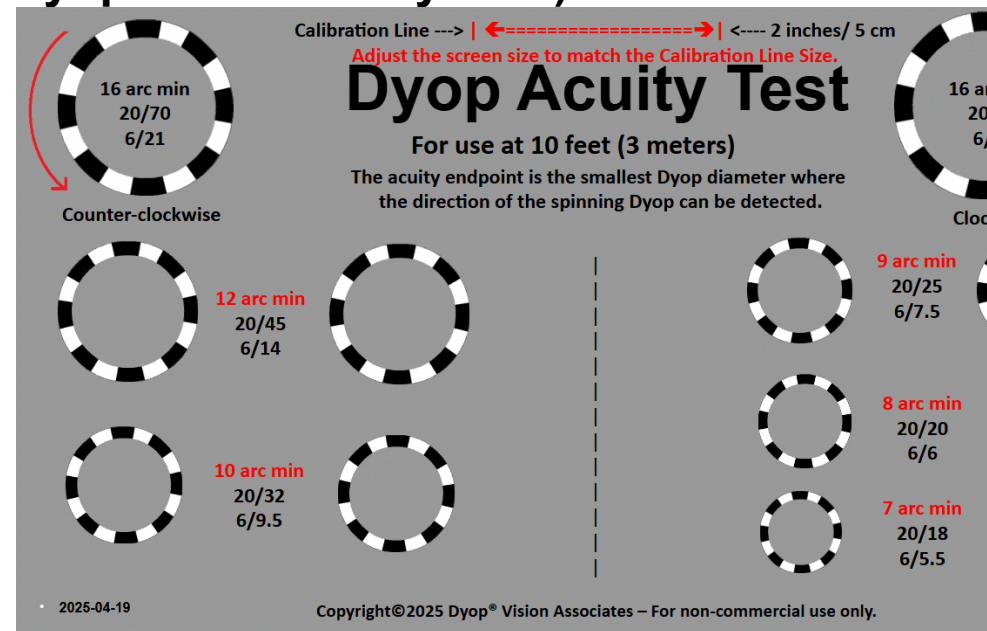 Calibration Line ---> | <==================> | <---- 2 inches/ 5 cm
Adjust the screen size to match the Calibration Line Size.
Dyop Acuity Test
For use at 10 feet (3 meters)
The acuity endpoint is the smallest Dyop diameter where
the direction of the spinning Dyop can be detected.
16 arc min
20/70
6/21
Counter-clockwise
12 arc min
20/45
6/14
10 arc min
20/32
6/9.5
9 arc min
20/25
6/7.5
8 arc min
20/20
6/6
7 arc min
20/18
6/5.5
2025-04-19
Copyright©2025 Dyop® Vision Associates – For non-commercial use only.